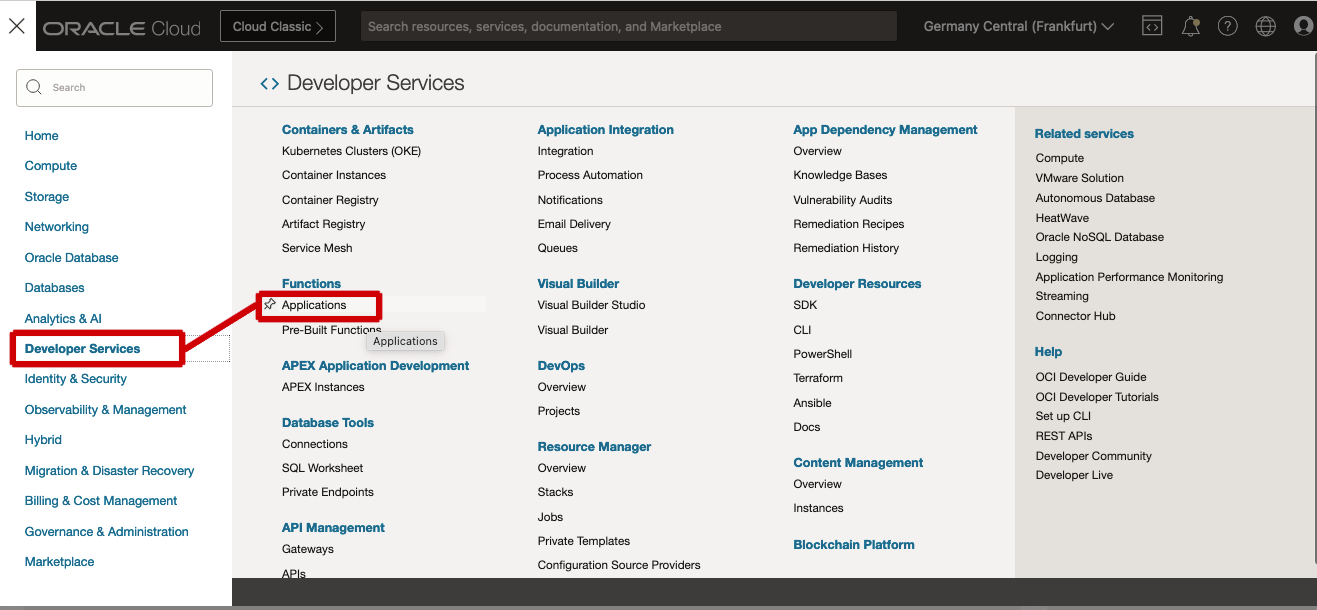 ORACLE Cloud
Cloud Classic
Search resources, services, documentation, and Marketplace
Germany Central (Frankfurt)
Search
Home
Compute
Storage
Networking
Oracle Database
Databases
Analytics & AI
Developer Services
Identity & Security
Observability & Management
Hybrid
Migration & Disaster Recovery
Billing & Cost Management
Governance & Administration
Marketplace
Developer Services
Containers & Artifacts
Kubernetes Clusters (OKE)
Container Instances
Container Registry
Artifact Registry
Service Mesh
Functions
Applications
Pre-Built Functions
Applications
APEX Application Development
APEX Instances
Database Tools
Connections
SQL Worksheet
Private Endpoints
API Management
Gateways
APIs
Application Integration
Integration
Process Automation
Notifications
Email Delivery
Queues
Visual Builder
Visual Builder Studio
Visual Builder
DevOps
Overview
Projects
Resource Manager
Overview
Stacks
Jobs
Private Templates
Configuration Source Providers
App Dependency Management
Overview
Knowledge Bases
Vulnerability Audits
Remediation Recipes
Remediation History
Developer Resources
SDK
CLI
PowerShell
Terraform
Ansible
Docs
Content Management
Overview
Instances
Blockchain Platform
Related services
Compute
VMware Solution
Autonomous Database
HeatWave
Oracle NoSQL Database
Logging
Application Performance Monitoring
Streaming
Connector Hub
Help
OCI Developer Guide
OCI Developer Tutorials
Set up CLI
REST APIs
Developer Community
Developer Live